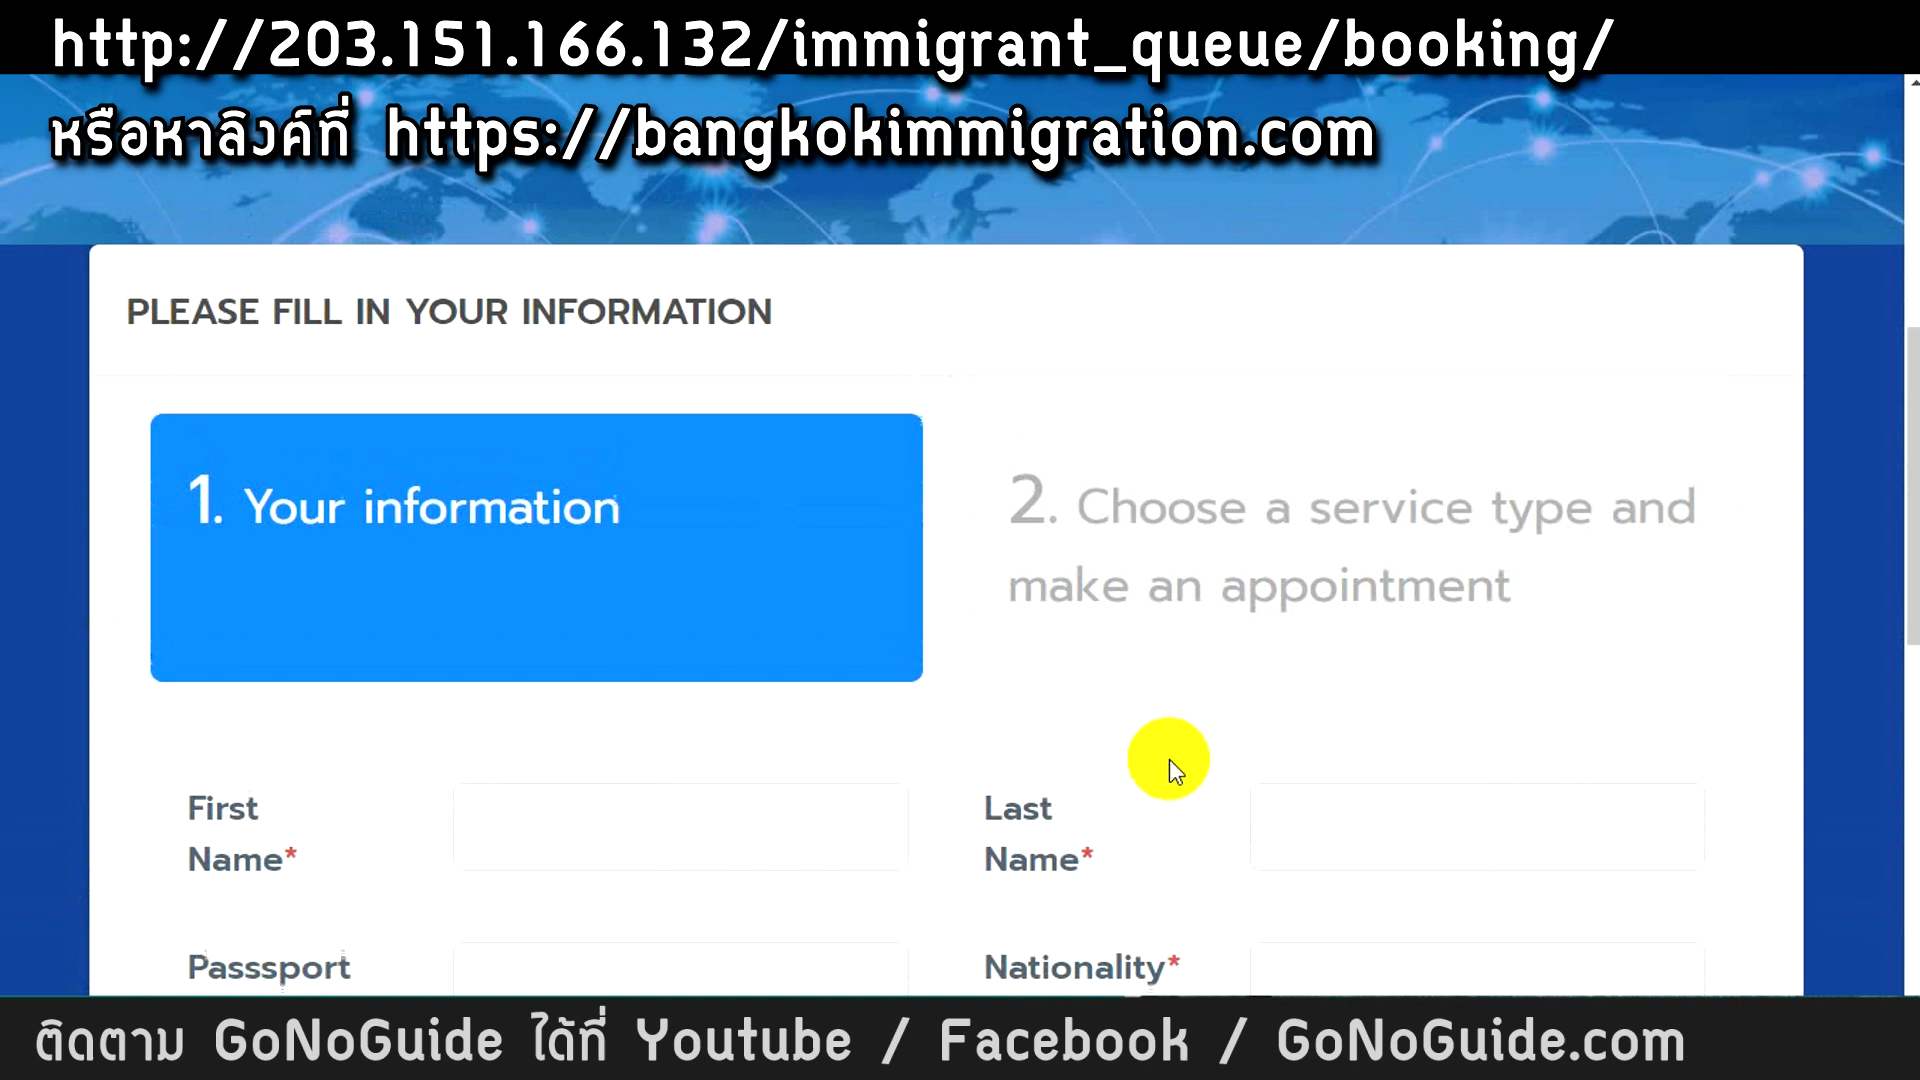 http://203.151.166.132/immigrant_queue/booking/
หรือหาลิงค์ที่ https://bangkokimmigration.com
PLEASE FILL IN YOUR INFORMATION
1. Your information
2. Choose a service type and
make an appointment
First
Name*
Last
Name*
Passsport
Nationality*
ติดตาม GoNoGuide ได้ที่ Youtube / Facebook / GoNoGuide.com